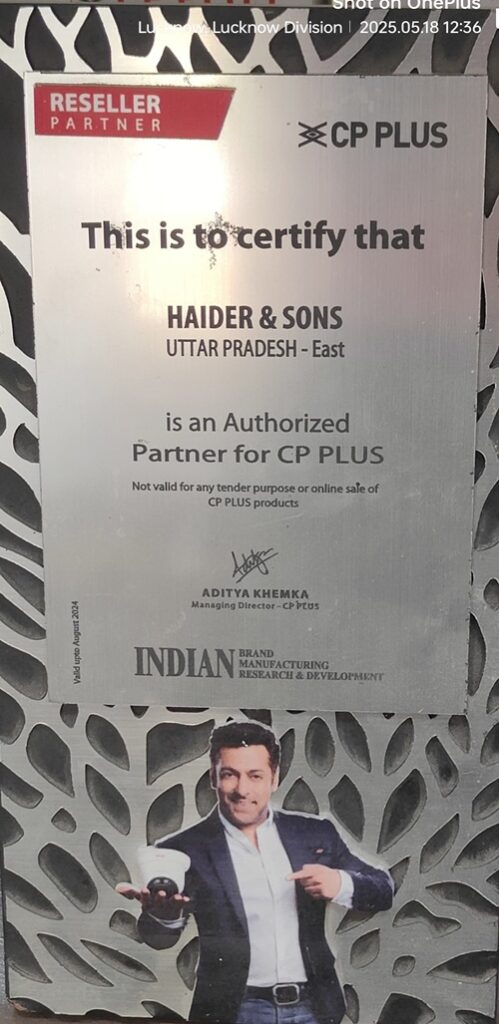 Shot on OnePlus
Lucknow, Lucknow Division | 2025.05.18 12:36
RESELLER
PARTNER
CP PLUS
This is to certify that
HAIDER & SONS
UTTAR PRADESH - East
is an Authorized
Partner for CP PLUS
Not valid for any tender purpose or online sale of
CP PLUS products
ADITYA KHEMKA
Managing Director - CP PLUS
Valid upto August 2024
INDIAN BRAND
MANUFACTURING
RESEARCH & DEVELOPMENT